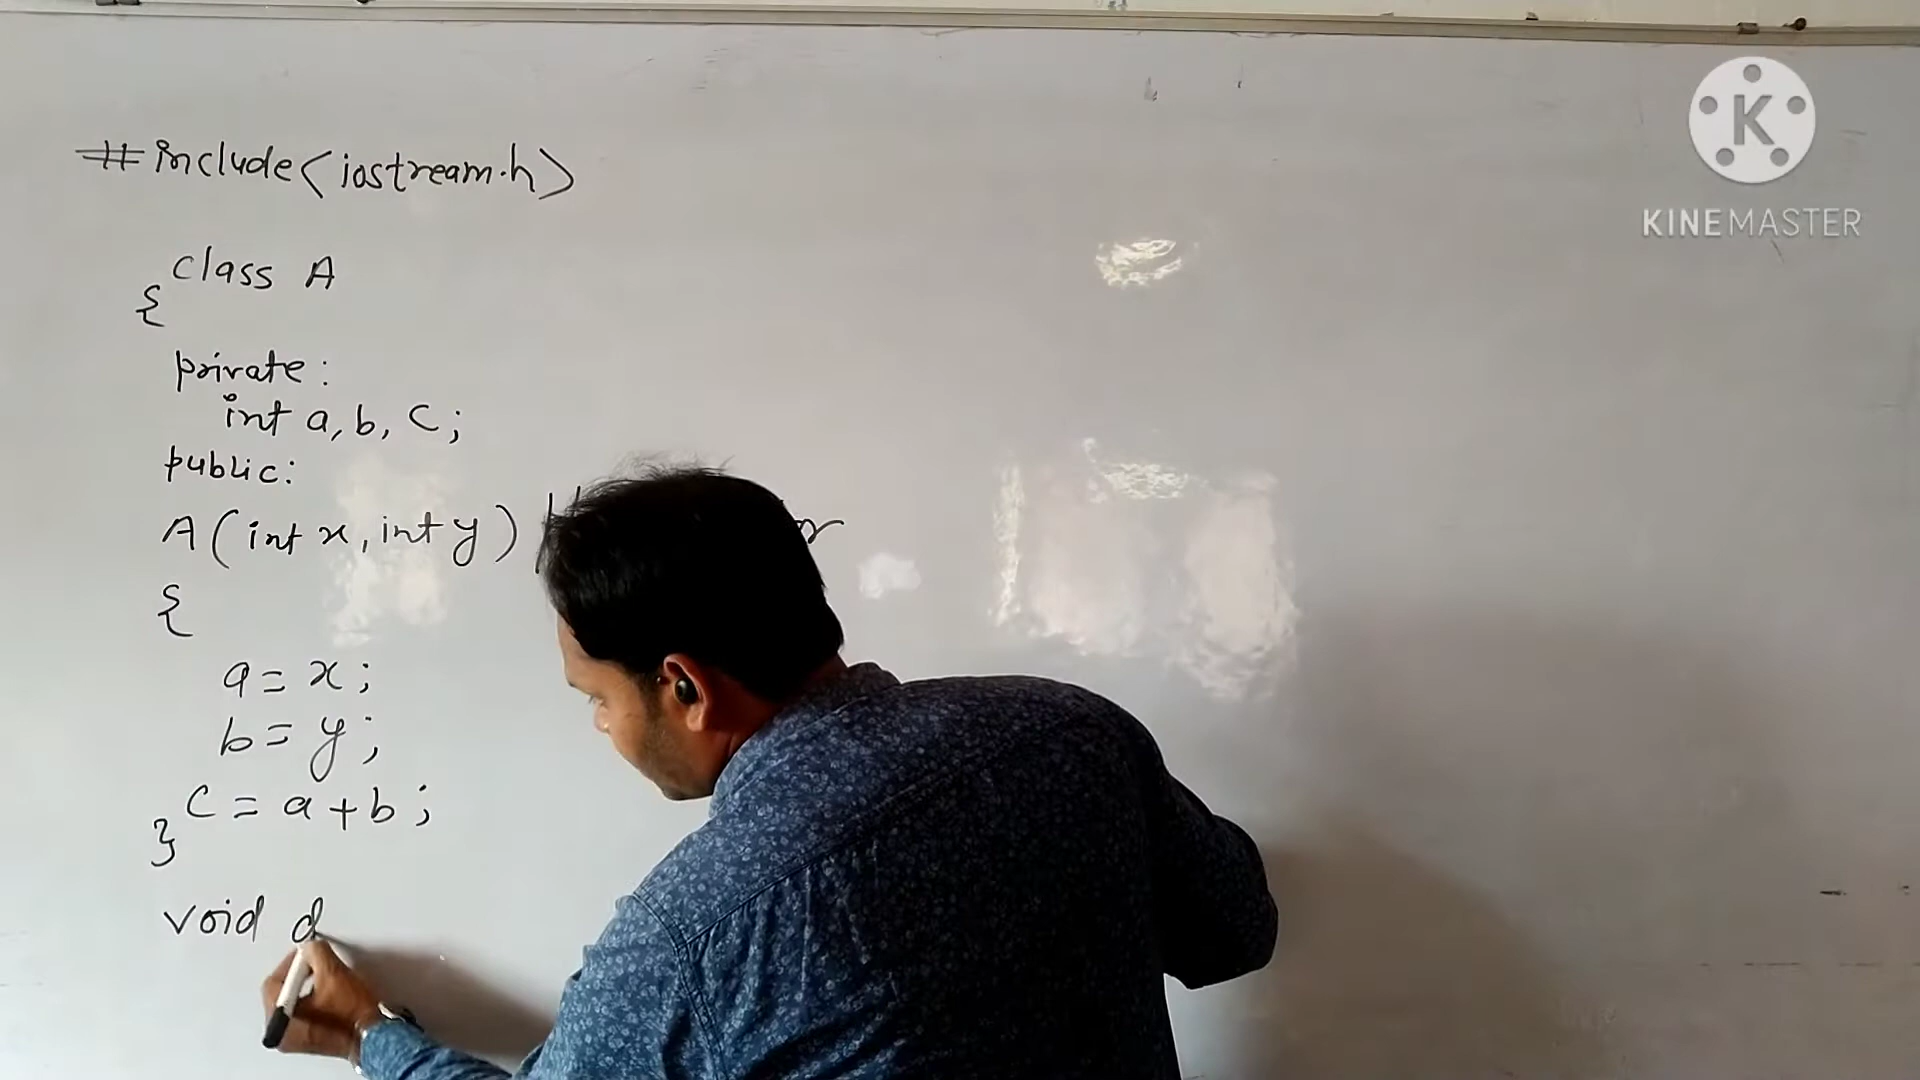 #include<iostream.h>
class A
{
private:
int a, b, c;
public:
A(int x, int y)
{
a = x;
b = y;
c = a + b;
}
void d
K
KINEMASTER